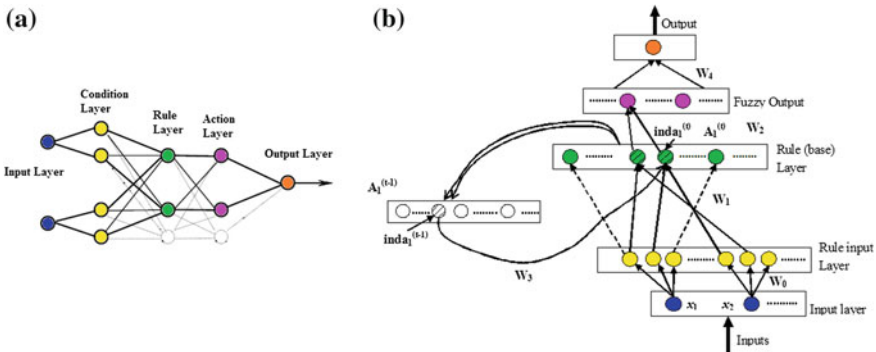 (a)
Condition
Layer
Rule
Layer
Action
Layer
Output Layer
Input Layer
(b)
Output
W4
Fuzzy Output
inda1(t)
A1(t)
W2
Rule (base)
Layer
A1(t-1)
inda1(t-1)
W1
W3
Rule input
Layer
W0
x1
x2
Input layer
Inputs